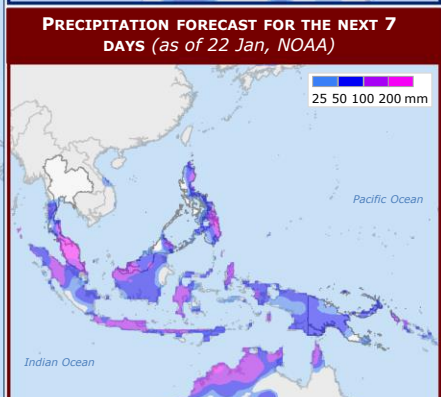 PRECIPITATION FORECAST FOR THE NEXT 7
DAYS (as of 22 Jan, NOAA)
25 50 100 200 mm
Pacific Ocean
Indian Ocean